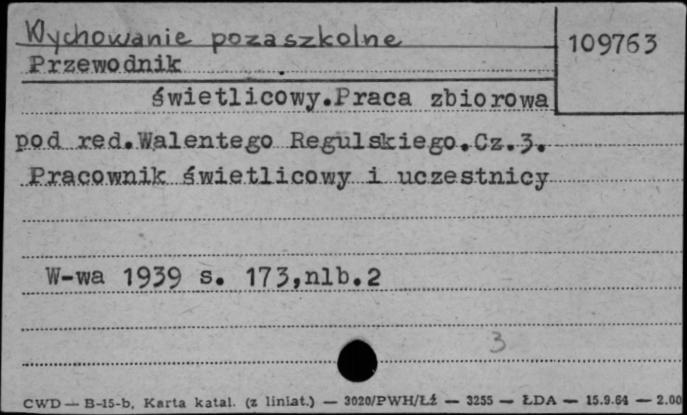 Wychowanie pozaszkolne
109763
Przewodnik
świetlicowy.Praca zbiorowa
pod red.Walentego Regulskiego.Cz.3.
Pracownik świetlicowy i uczestnicy
W-wa 1939 s. 173,nlb.2
3
CWD — B-15-b, Karta katal. (z liniat.) — 3020/PWH/Łź — 3255 — ŁDA — 15.9.64 — 2.00